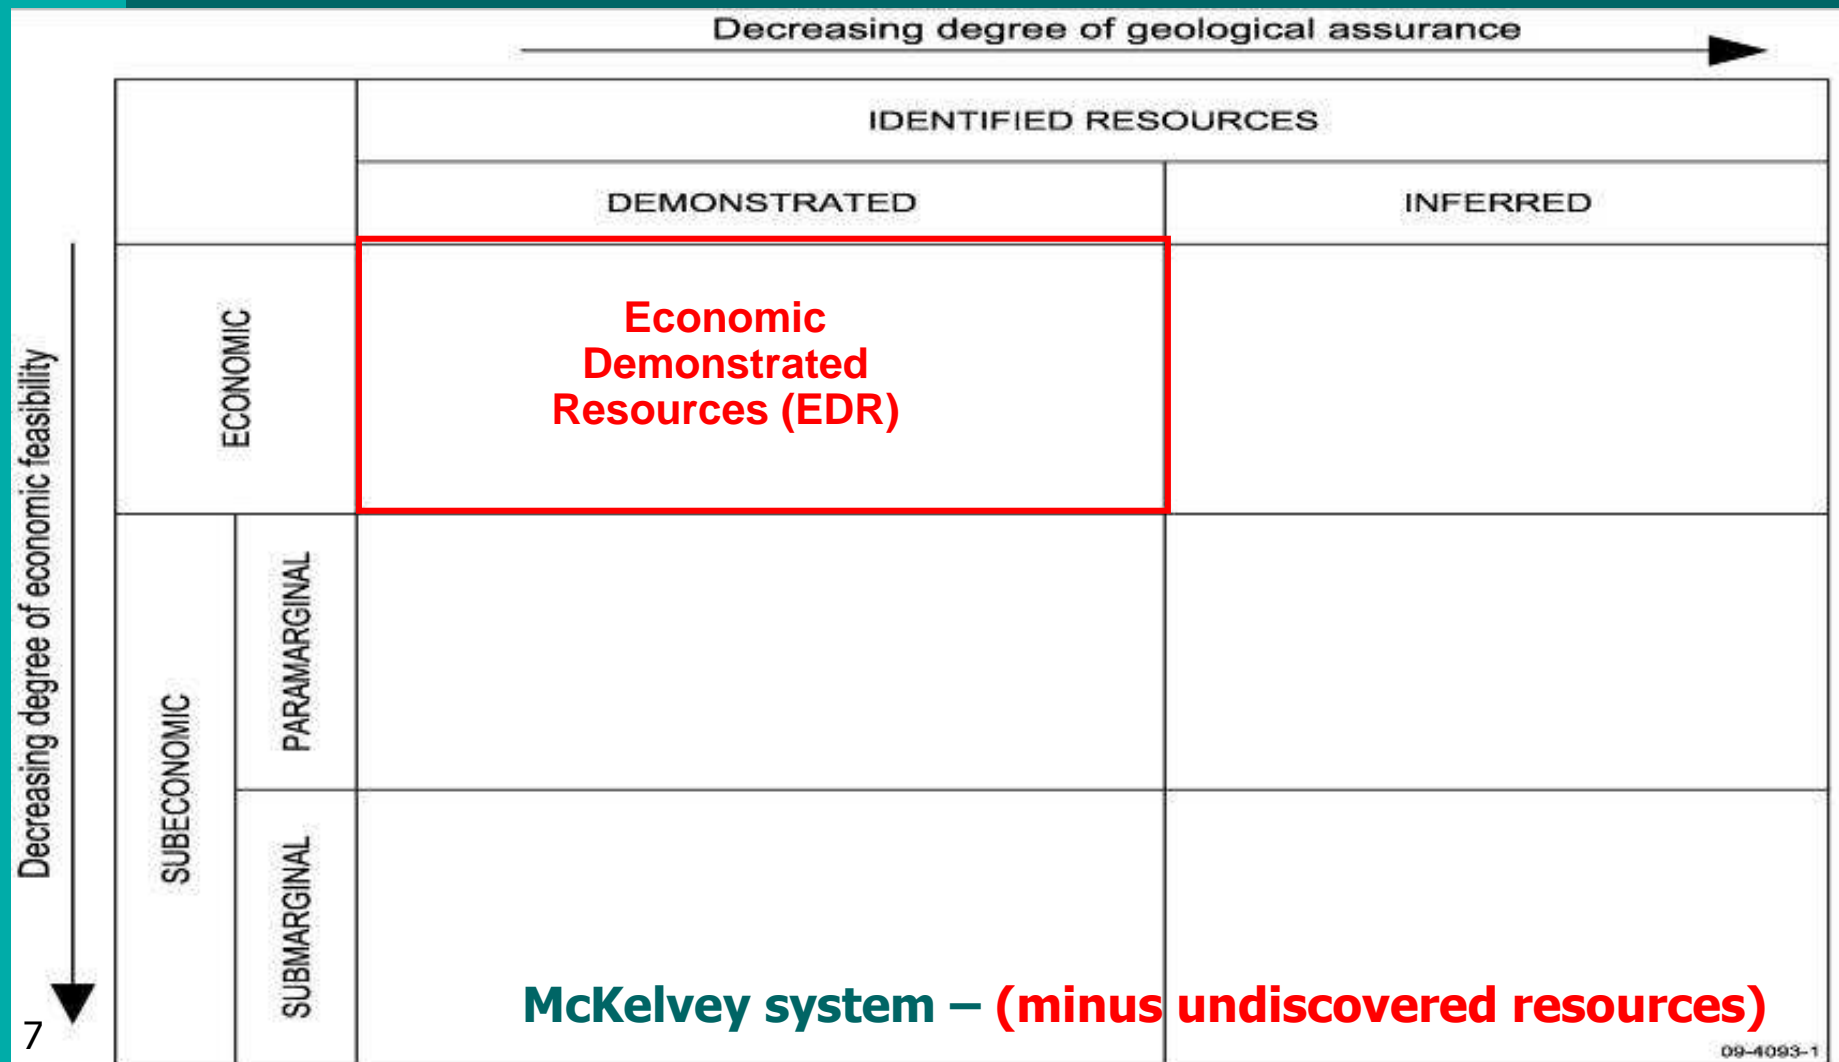 Decreasing degree of geological assurance
IDENTIFIED RESOURCES
DEMONSTRATED
INFERRED
Decreasing degree of economic feasibility
ECONOMIC
Economic
Demonstrated
Resources (EDR)
SUBECONOMIC
PARAMARGINAL
SUBMARGINAL
McKelvey system – (minus undiscovered resources)
7
09-4093-1